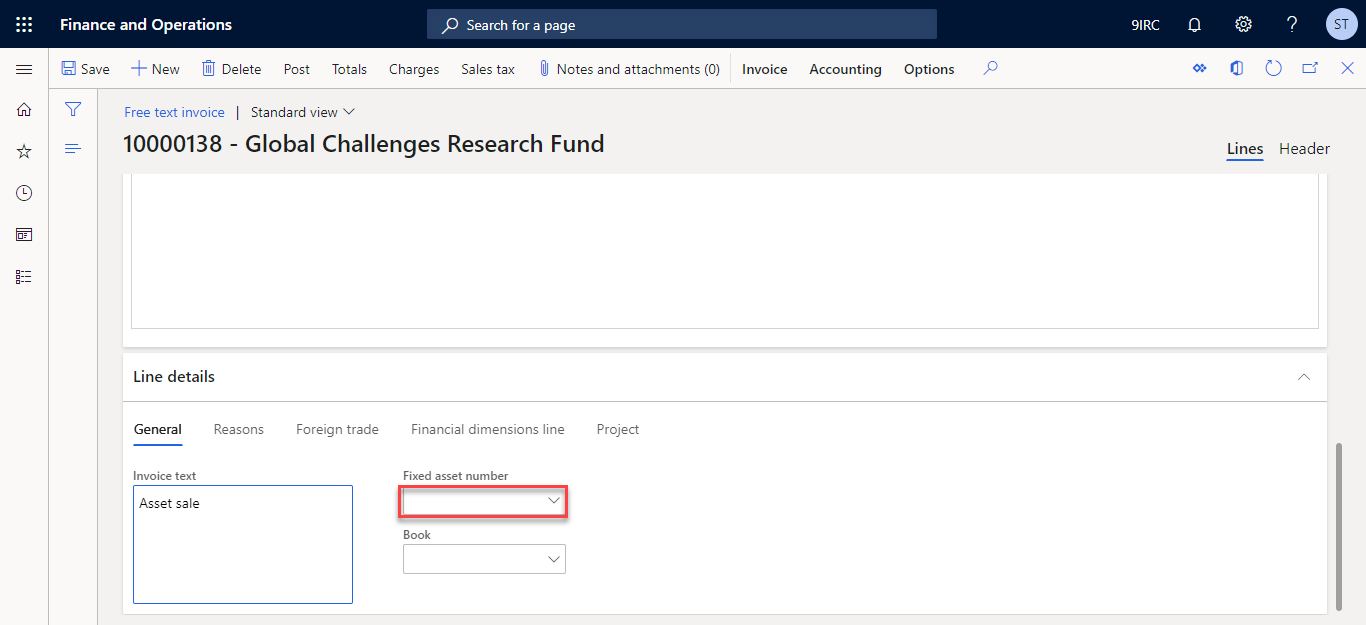 Finance and Operations
Search for a page
9IRC
?
ST
Save
New
Delete
Post
Totals
Charges
Sales tax
Notes and attachments (0)
Invoice
Accounting
Options
Free text invoice | Standard view
10000138 - Global Challenges Research Fund
Lines
Header
Line details
General
Reasons
Foreign trade
Financial dimensions line
Project
Invoice text
Asset sale
Fixed asset number
Book